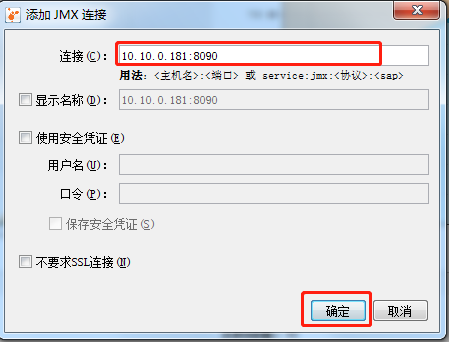 添加 JMX 连接
连接(C): 10.10.0.181:8090
用法: <主机名>:<端口> 或 service:jmx:<协议>:<sap>
显示名称(D): 10.10.0.181:8090
使用安全凭证(E)
用户名(U):
口令(P):
保存安全凭证(S)
不要求SSL连接(N)
确定 取消